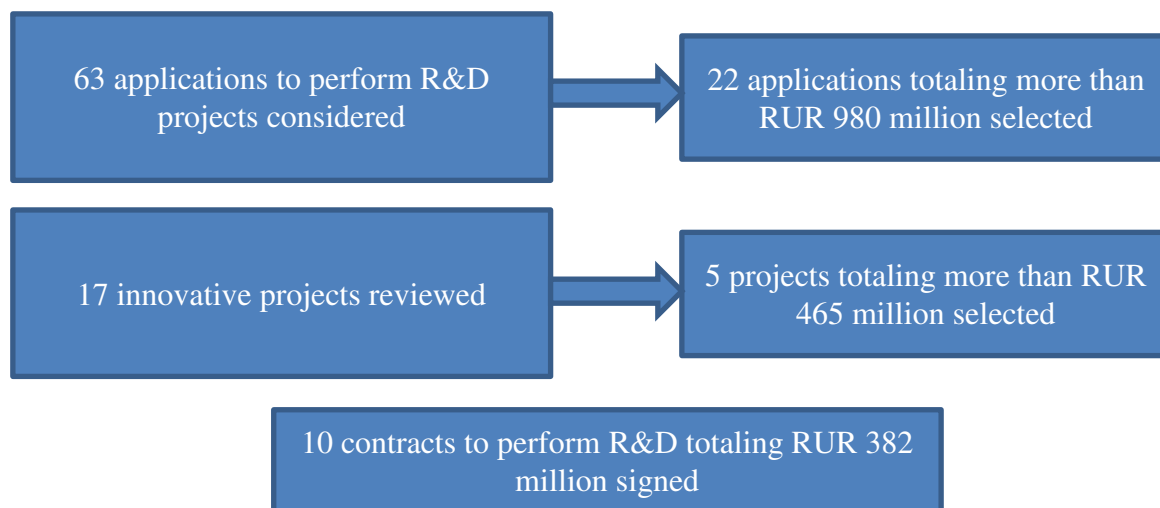 63 applications to perform R&D
projects considered
22 applications totaling more than
RUR 980 million selected
17 innovative projects reviewed
5 projects totaling more than RUR
465 million selected
10 contracts to perform R&D totaling RUR 382
million signed